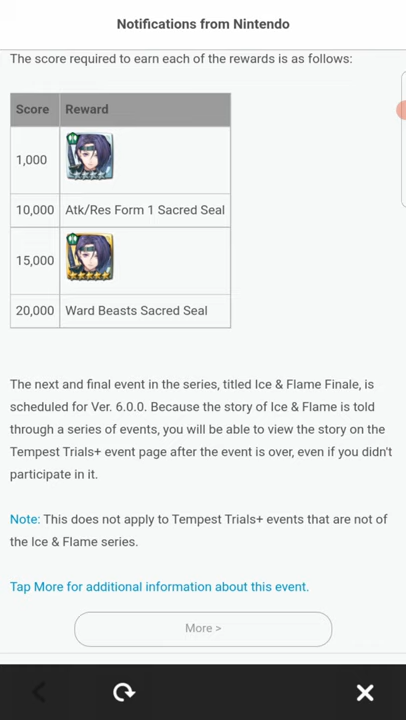 Notifications from Nintendo
The score required to earn each of the rewards is as follows:
Score Reward
1,000
10,000 Atk/Res Form 1 Sacred Seal
15,000
20,000 Ward Beasts Sacred Seal
The next and final event in the series, titled Ice & Flame Finale, is
scheduled for Ver. 6.0.0. Because the story of Ice & Flame is told
through a series of events, you will be able to view the story on the
Tempest Trials+ event page after the event is over, even if you didn't
participate in it.
Note: This does not apply to Tempest Trials+ events that are not of
the Ice & Flame series.
Tap More for additional information about this event.
More >